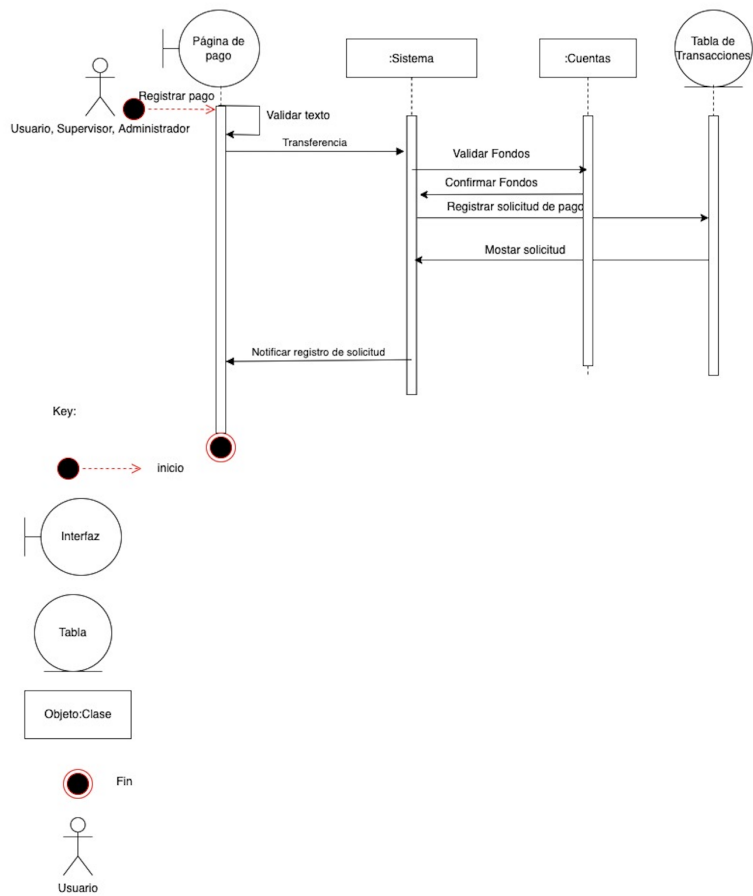 Página de
pago
:Sistema
:Cuentas
Tabla de
Transacciones
Registrar pago
Usuario, Supervisor, Administrador
Validar texto
Transferencia
Validar Fondos
Confirmar Fondos
Registrar solicitud de pago
Mostar solicitud
Notificar registro de solicitud
Key:
inicio
Interfaz
Tabla
Objeto:Clase
Fin
Usuario